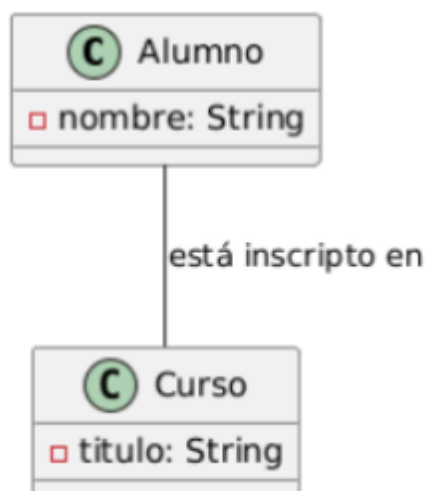 C Alumno
nombre: String
está inscripto en
C Curso
titulo: String